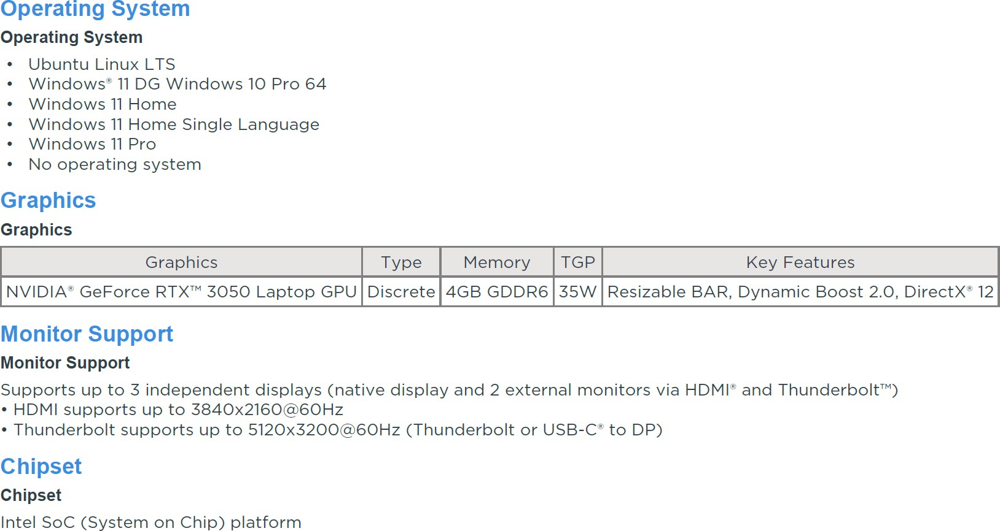 Operating System
Operating System
• Ubuntu Linux LTS
• Windows® 11 DG Windows 10 Pro 64
• Windows 11 Home
• Windows 11 Home Single Language
• Windows 11 Pro
• No operating system
Graphics
Graphics
Graphics Type Memory TGP Key Features
NVIDIA® GeForce RTX™ 3050 Laptop GPU Discrete 4GB GDDR6 35W Resizable BAR, Dynamic Boost 2.0, DirectX® 12
Monitor Support
Monitor Support
Supports up to 3 independent displays (native display and 2 external monitors via HDMI® and Thunderbolt™)
• HDMI supports up to 3840x2160@60Hz
• Thunderbolt supports up to 5120x3200@60Hz (Thunderbolt or USB-C® to DP)
Chipset
Chipset
Intel SoC (System on Chip) platform